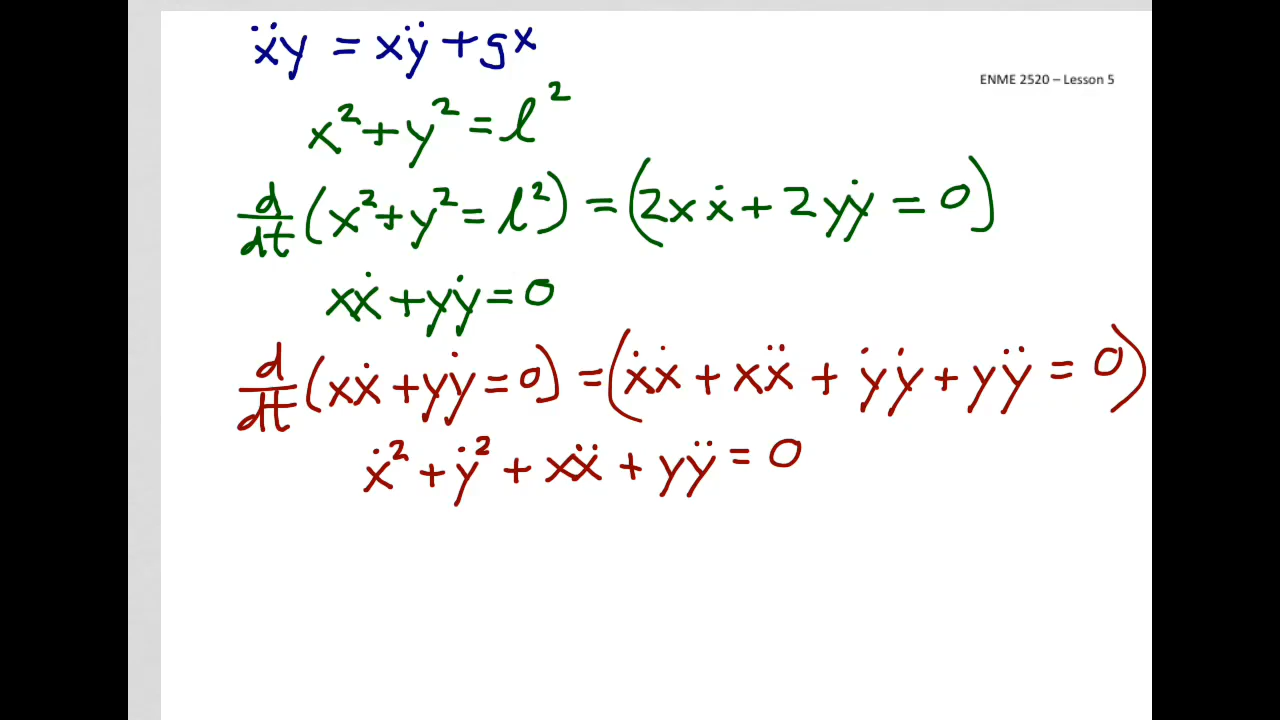 ẍy = xÿ + gx
ENME 2520 – Lesson 5
x² + y² = l²
d/dt (x² + y² = l²) = (2xẋ + 2yẏ = 0)
xẋ + yẏ = 0
d/dt (xẋ + yẏ = 0) = (ẋẋ + xẍ + ẏẏ + yÿ = 0)
ẋ² + ẏ² + xẍ + yÿ = 0